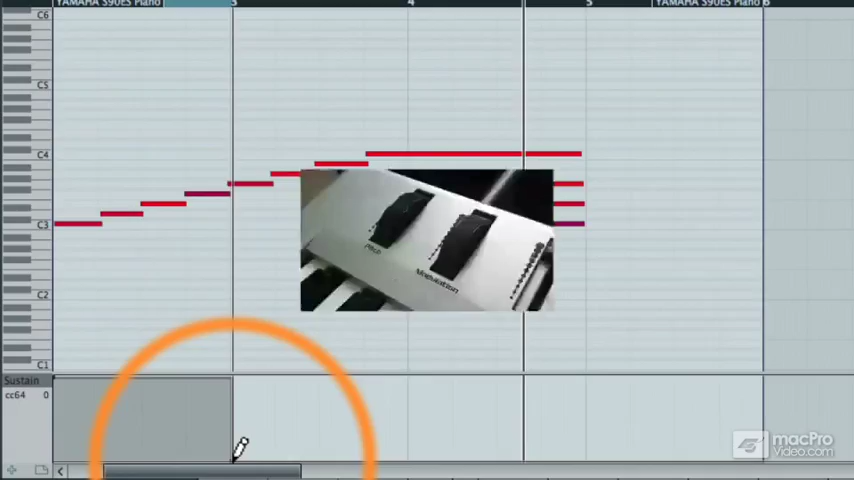 YAMAHA S90ES Piano
3
4
5
YAMAHA S90ES Piano
6
C6
C5
C4
C3
C2
C1
Pitch
Modulation
Sustain
cc64 0
macPro
Video.com